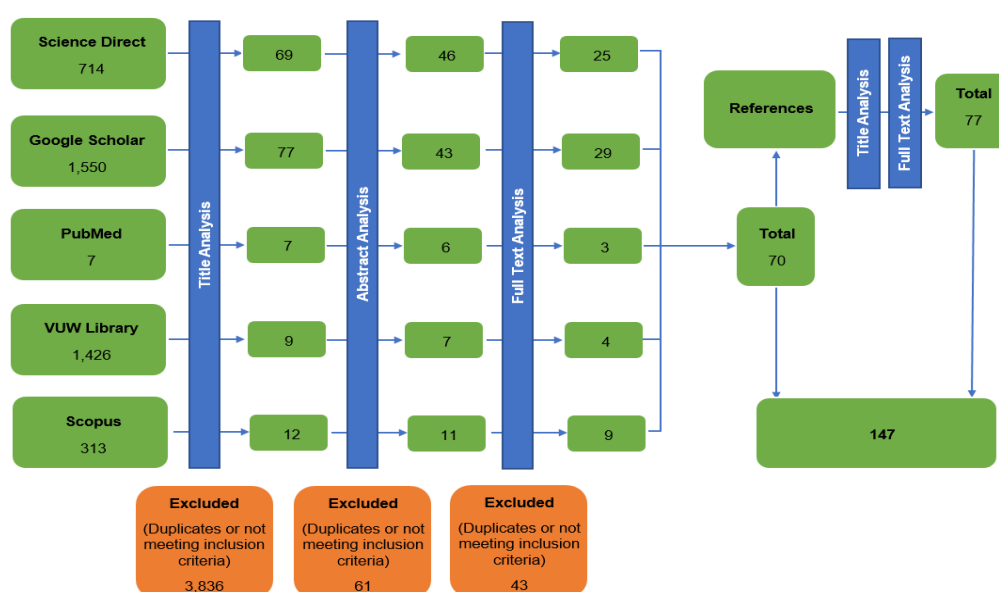 Science Direct
714
Google Scholar
1,550
PubMed
7
VUW Library
1,426
Scopus
313
Title Analysis
69
77
7
9
12
Abstract Analysis
46
43
6
7
11
Full Text Analysis
25
29
3
4
9
Total
70
References
Title Analysis
Full Text Analysis
Total
77
147
Excluded
(Duplicates or not
meeting inclusion
criteria)
3,836
Excluded
(Duplicates or not
meeting inclusion
criteria)
61
Excluded
(Duplicates or not
meeting inclusion
criteria)
43